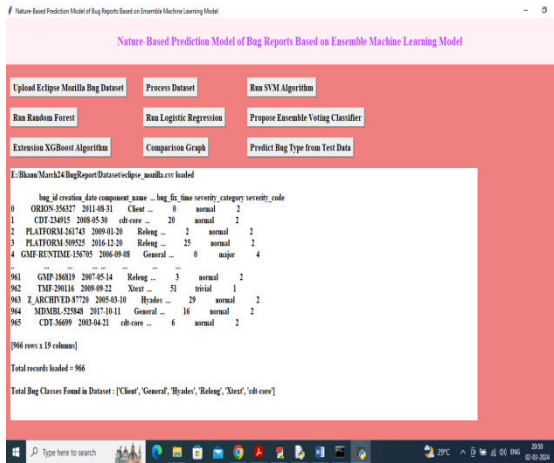 Nature-Based Prediction Model of Bug Reports Based on Ensemble Machine Learning Model
Nature-Based Prediction Model of Bug Reports Based on Ensemble Machine Learning Model
Upload Eclipse Mozilla Bug Dataset Process Dataset Run SVM Algorithm
Run Random Forest Run Logistic Regression Propose Ensemble Voting Classifier
Extension XGBoost Algorithm Comparison Graph Predict Bug Type from Test Data
E:/Bhanu/March24/BugReport/Dataset/eclipse_mozilla.csv loaded
bug_id creation_date component_name ... bug_fix_time severity_category severity_code
0 ORION-356327 2011-08-31 Client ... 0 normal 2
1 CDT-234915 2008-05-30 cdt-core ... 20 normal 2
2 PLATFORM-261743 2009-01-20 Releng ... 2 normal 2
3 PLATFORM-509525 2016-12-20 Releng ... 25 normal 2
4 GMF-RUNTIME-156705 2006-09-08 General ... 0 major 4
.. ... ... ... ... ... ... ...
961 GMP-186819 2007-05-14 Releng ... 3 normal 2
962 TMF-290116 2009-09-22 Xtext ... 51 trivial 1
963 Z_ARCHIVED-87720 2005-03-10 Hyades ... 29 normal 2
964 MDMBL-525848 2017-10-11 General ... 16 normal 2
965 CDT-36699 2003-04-21 cdt-core ... 6 normal 2
[966 rows x 19 columns]
Total records loaded = 966
Total Bug Classes Found in Dataset : ['Client', 'General', 'Hyades', 'Releng', 'Xtext', 'cdt-core']
Type here to search 29°C ENG 20:50
02-03-2024